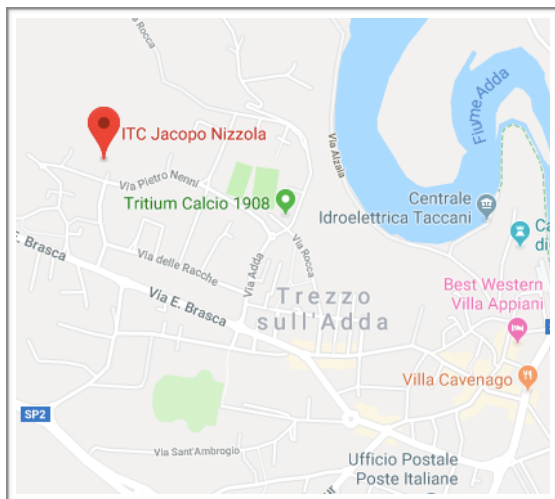 Via Rocca
Fiume Adda
ITC Jacopo Nizzola
Via Alzaia
Via Pietro Nenni
Tritium Calcio 1908
Centrale
Idroelettrica Taccani
Ca
di
E. Brasca
Via delle Racche
Via Adda
Via Rocca
Via E. Brasca
Trezzo
sull'Adda
Best Western
Villa Appiani
Villa Cavenago
SP2
Via Sant'Ambrogio
Ufficio Postale
Poste Italiane